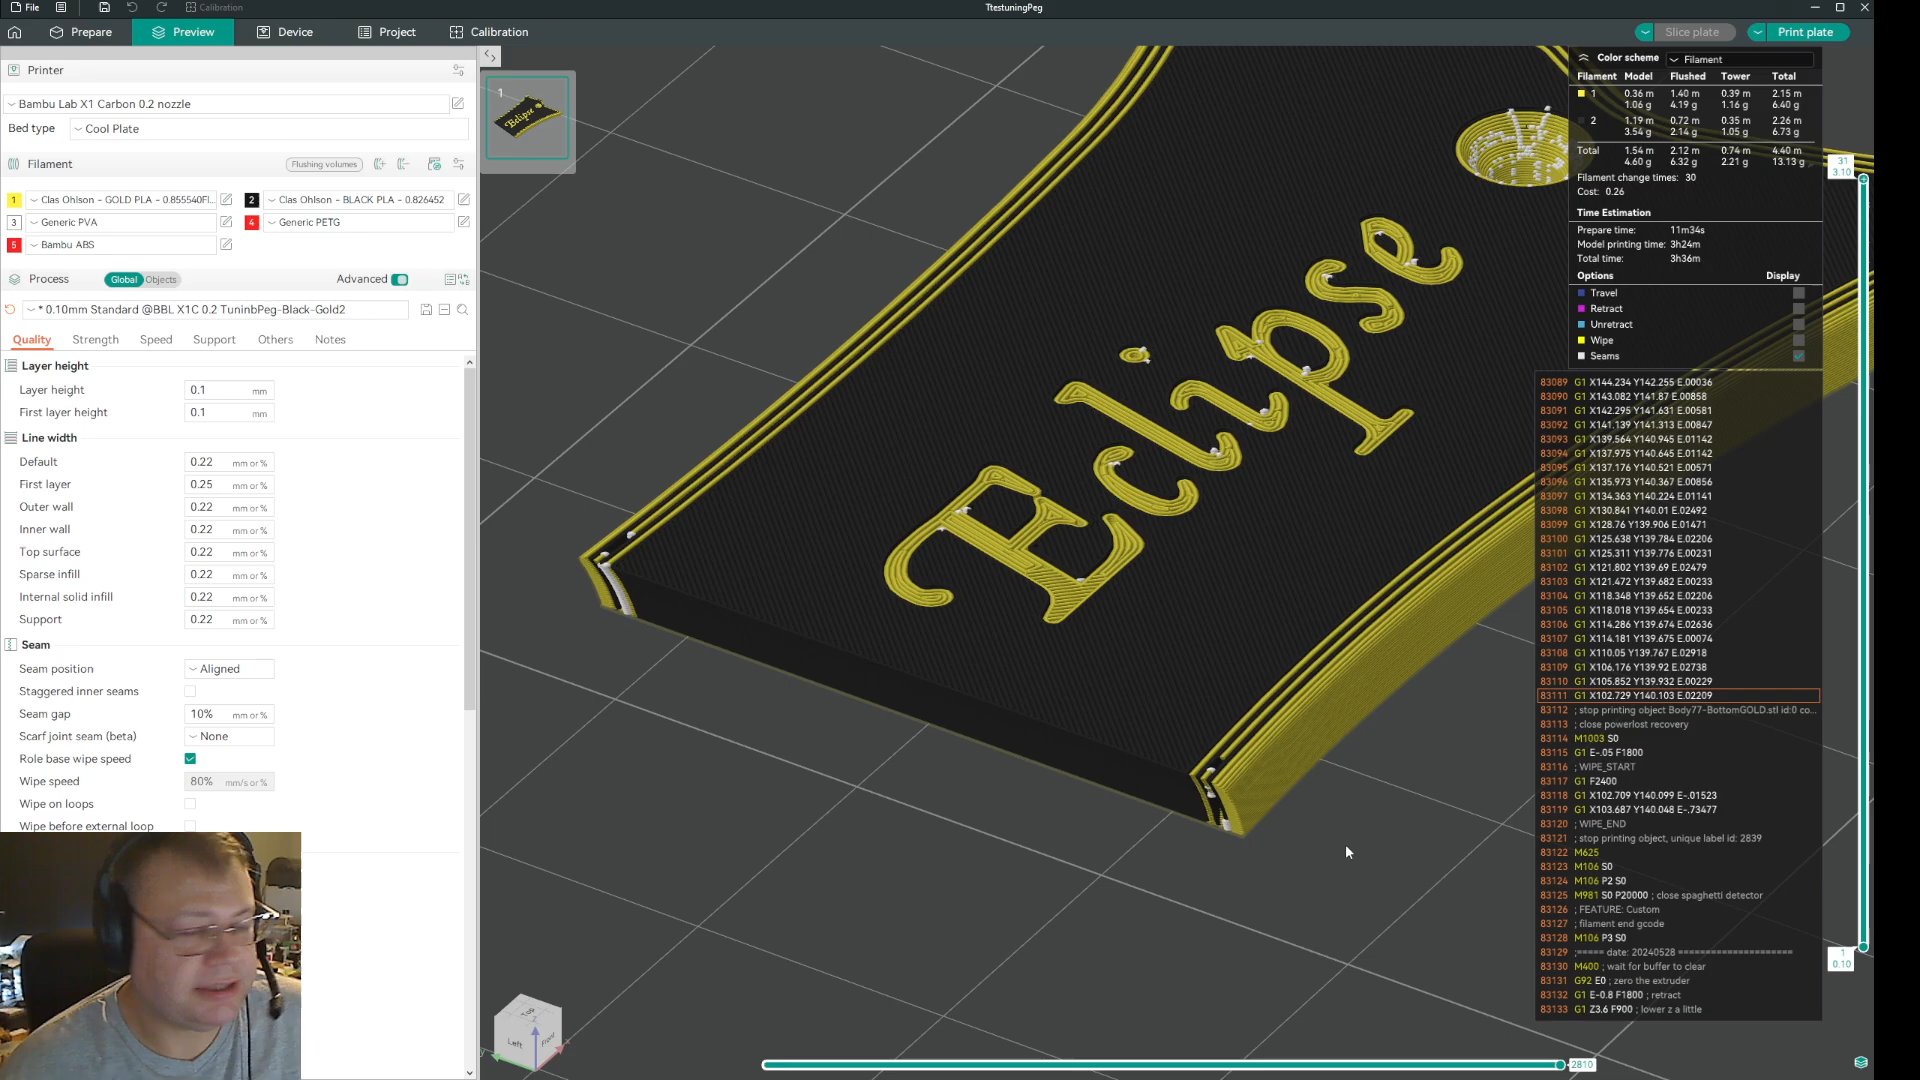 File
Calibration
TtestuningPeg
Prepare
Preview
Device
Project
Calibration
Slice plate
Print plate
Printer
Bambu Lab X1 Carbon 0.2 nozzle
Bed type
Cool Plate
Filament
Flushing volumes
1 Clas Ohlson - GOLD PLA - 0.855540Fl...
2 Clas Ohlson - BLACK PLA - 0.826452
3 Generic PVA
4 Generic PETG
5 Bambu ABS
Process
Global
Objects
Advanced
* 0.10mm Standard @BBL X1C 0.2 TuninbPeg-Black-Gold2
Quality
Strength
Speed
Support
Others
Notes
Layer height
Layer height 0.1 mm
First layer height 0.1 mm
Line width
Default 0.22 mm or %
First layer 0.25 mm or %
Outer wall 0.22 mm or %
Inner wall 0.22 mm or %
Top surface 0.22 mm or %
Sparse infill 0.22 mm or %
Internal solid infill 0.22 mm or %
Support 0.22 mm or %
Seam
Seam position Aligned
Staggered inner seams
Seam gap 10% mm or %
Scarf joint seam (beta) None
Role base wipe speed
Wipe speed 80% mm/s or %
Wipe on loops
Wipe before external loop
1
Eclipse
Eclipse
Top
Left
Front
2810
Color scheme Filament
Filament Model Flushed Tower Total
1 0.36 m 1.40 m 0.39 m 2.15 m
1.06 g 4.19 g 1.16 g 6.40 g
2 1.19 m 0.72 m 0.35 m 2.26 m
3.54 g 2.14 g 1.05 g 6.73 g
Total 1.54 m 2.12 m 0.74 m 4.40 m
4.60 g 6.32 g 2.21 g 13.13 g
Filament change times: 30
Cost: 0.26
Time Estimation
Prepare time: 11m34s
Model printing time: 3h24m
Total time: 3h36m
Options Display
Travel
Retract
Unretract
Wipe
Seams
31
3.10
1
0.10
83089 G1 X144.234 Y142.255 E.00036
83090 G1 X143.082 Y141.87 E.00858
83091 G1 X142.295 Y141.631 E.00581
83092 G1 X141.139 Y141.313 E.00847
83093 G1 X139.564 Y140.945 E.01142
83094 G1 X137.975 Y140.645 E.01142
83095 G1 X137.176 Y140.521 E.00571
83096 G1 X135.973 Y140.367 E.00856
83097 G1 X134.363 Y140.224 E.01141
83098 G1 X130.841 Y140.01 E.02492
83099 G1 X128.76 Y139.906 E.01471
83100 G1 X125.638 Y139.784 E.02206
83101 G1 X125.311 Y139.776 E.00231
83102 G1 X121.802 Y139.69 E.02479
83103 G1 X121.472 Y139.682 E.00233
83104 G1 X118.348 Y139.652 E.02206
83105 G1 X118.018 Y139.654 E.00233
83106 G1 X114.286 Y139.674 E.02636
83107 G1 X114.181 Y139.675 E.00074
83108 G1 X110.05 Y139.767 E.02918
83109 G1 X106.176 Y139.92 E.02738
83110 G1 X105.852 Y139.932 E.00229
83111 G1 X102.729 Y140.103 E.02209
83112 ; stop printing object Body77-BottomGOLD.stl id:0 co...
83113 ; close powerlost recovery
83114 M1003 S0
83115 G1 E-.05 F1800
83116 ; WIPE_START
83117 G1 F2400
83118 G1 X102.709 Y140.099 E-.01523
83119 G1 X103.687 Y140.048 E-.73477
83120 ; WIPE_END
83121 ; stop printing object, unique label id: 2839
83122 M625
83123 M106 S0
83124 M106 P2 S0
83125 M981 S0 P20000 ; close spaghetti detector
83126 ; FEATURE: Custom
83127 ; filament end gcode
83128 M106 P3 S0
83129 ;===== date: 20240528 =====================
83130 M400 ; wait for buffer to clear
83131 G92 E0 ; zero the extruder
83132 G1 E-0.8 F1800 ; retract
83133 G1 Z3.6 F900 ; lower z a little